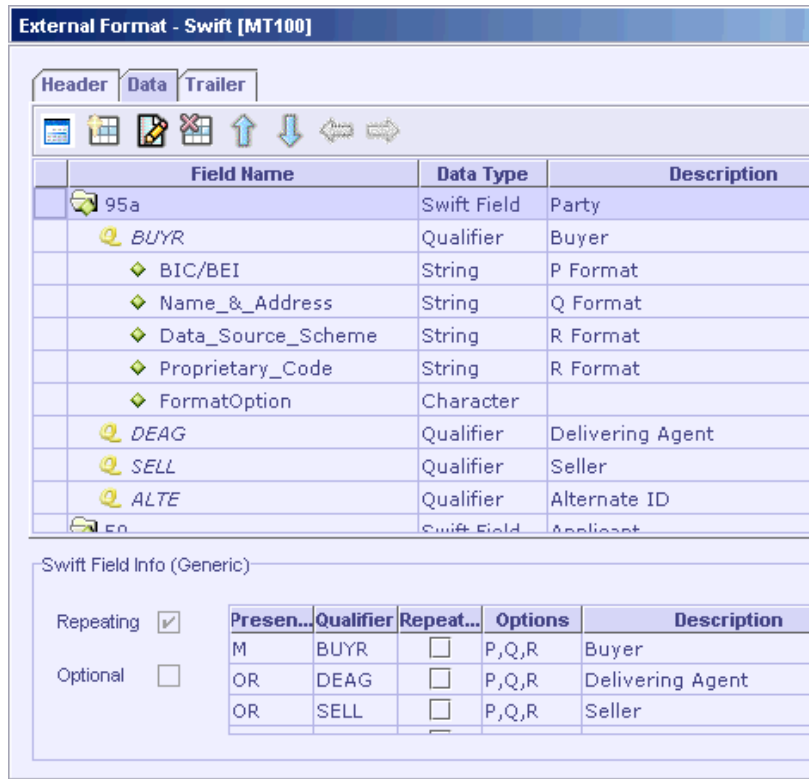 External Format - Swift [MT100]
Header Data Trailer
Field Name Data Type Description
95a Swift Field Party
BUYR Qualifier Buyer
BIC/BEI String P Format
Name_&_Address String Q Format
Data_Source_Scheme String R Format
Proprietary_Code String R Format
FormatOption Character
DEAG Qualifier Delivering Agent
SELL Qualifier Seller
ALTE Qualifier Alternate ID
Swift Field Applicant
Swift Field Info (Generic)
Presen... Qualifier Repeat... Options Description
Repeating M BUYR P,Q,R Buyer
Optional OR DEAG P,Q,R Delivering Agent
OR SELL P,Q,R Seller